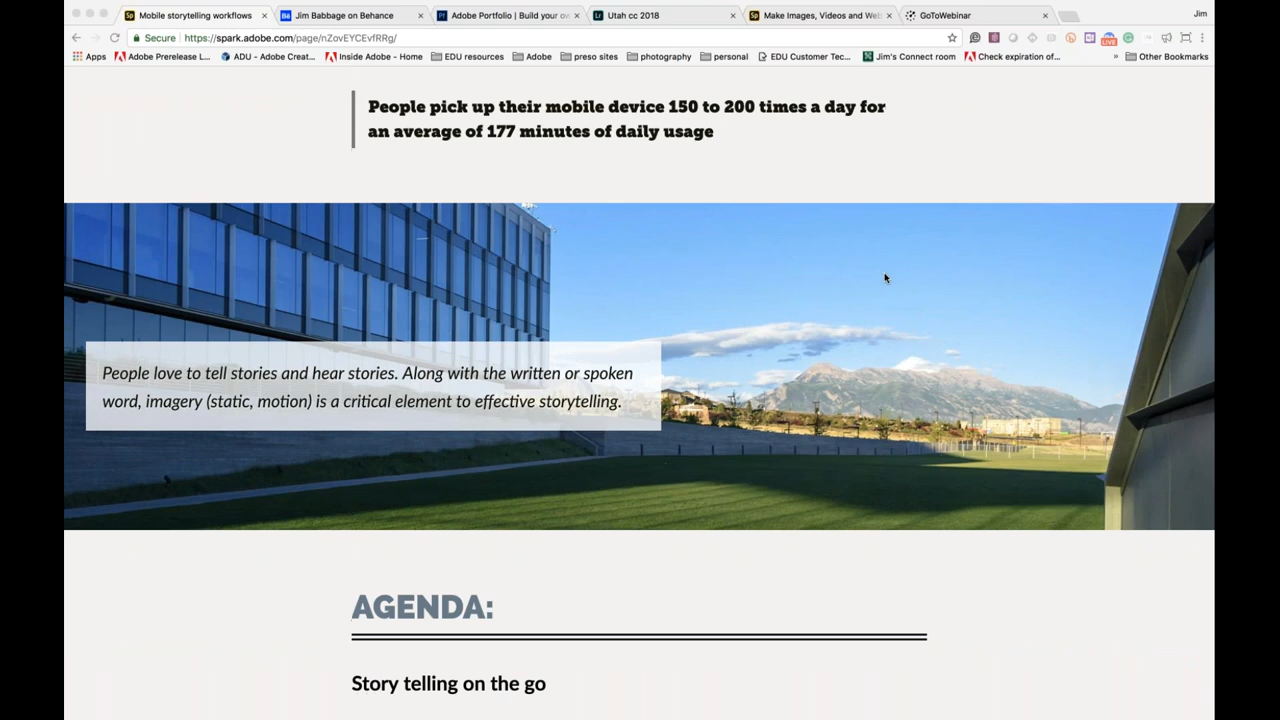 Mobile storytelling workflows
Jim Babbage on Behance
Adobe Portfolio | Build your ow
Utah cc 2018
Make Images, Videos and Web
GoToWebinar
Jim
Secure
https://spark.adobe.com/page/nZovEYCEvfRRg/
Apps
Adobe Prerelease L...
ADU - Adobe Creat...
Inside Adobe - Home
EDU resources
Adobe
preso sites
photography
personal
EDU Customer Tec...
Jim's Connect room
Check expiration of...
»
Other Bookmarks
People pick up their mobile device 150 to 200 times a day for
an average of 177 minutes of daily usage
People love to tell stories and hear stories. Along with the written or spoken
word, imagery (static, motion) is a critical element to effective storytelling.
AGENDA:
Story telling on the go